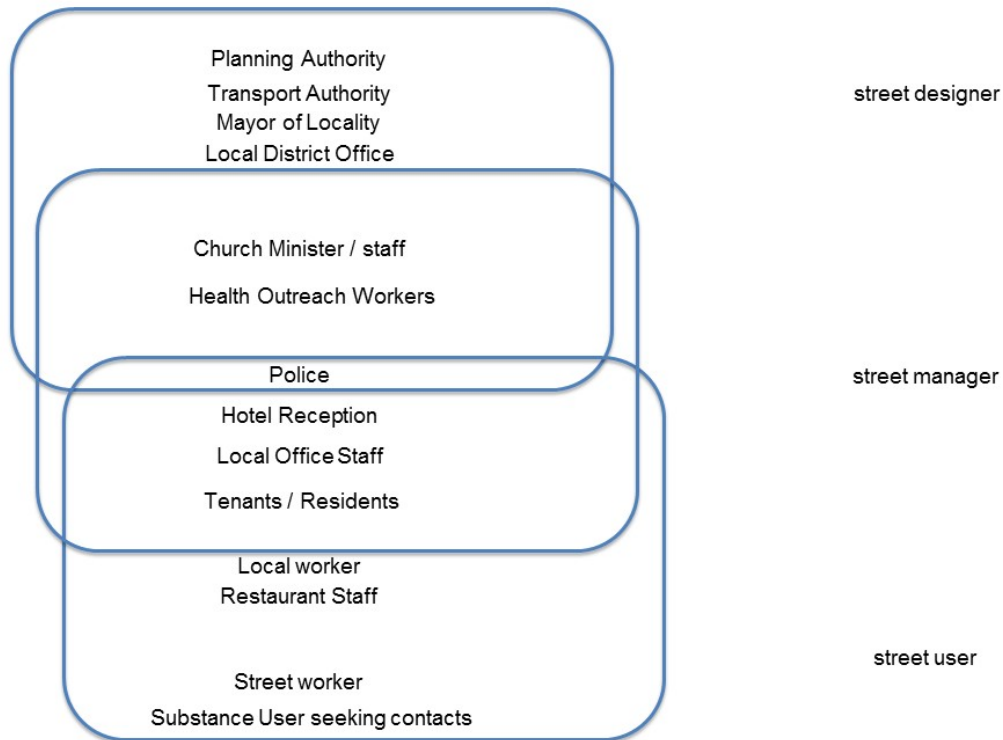 Planning Authority
Transport Authority
street designer
Mayor of Locality
Local District Office
Church Minister / staff
Health Outreach Workers
Police
street manager
Hotel Reception
Local Office Staff
Tenants / Residents
Local worker
Restaurant Staff
street user
Street worker
Substance User seeking contacts